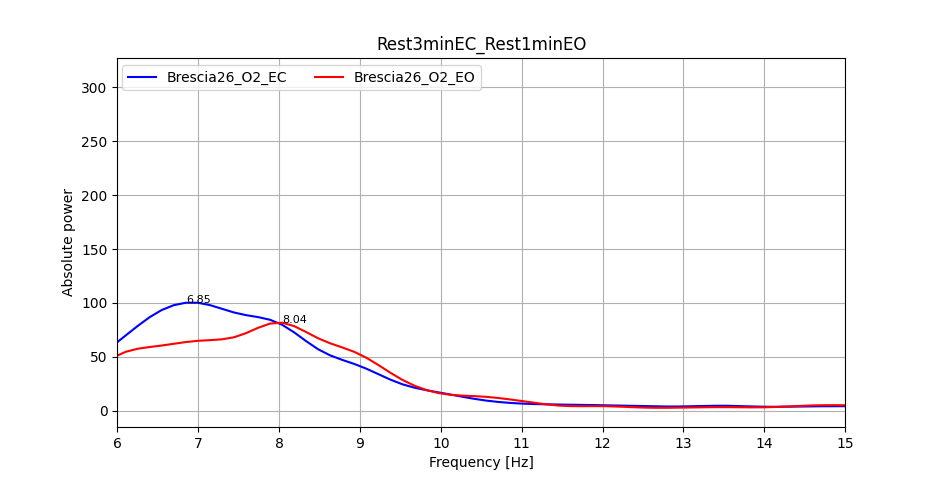 Rest3minEC_Rest1minEO
Brescia26_O2_EC Brescia26_O2_EO
300
250
200
150
100
50
0
Absolute power
6.85
8.04
6 7 8 9 10 11 12 13 14 15
Frequency [Hz]